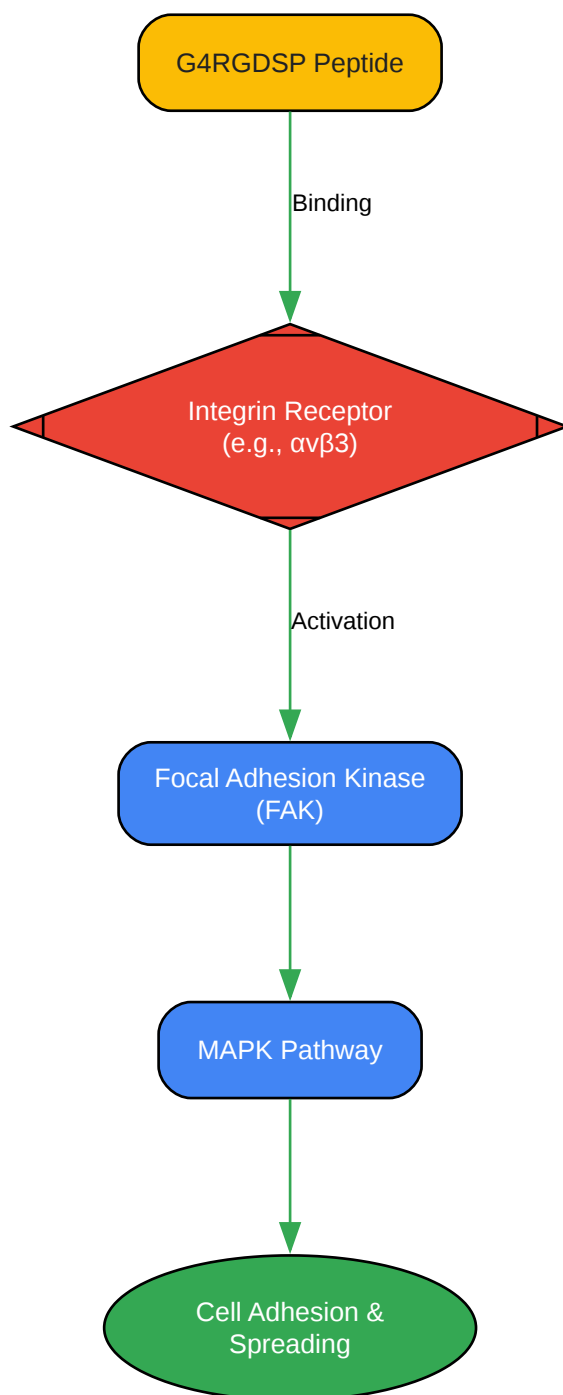 G4RGDSP Peptide
Binding
Integrin Receptor
(e.g., αvβ3)
Activation
Focal Adhesion Kinase
(FAK)
MAPK Pathway
Cell Adhesion &
Spreading